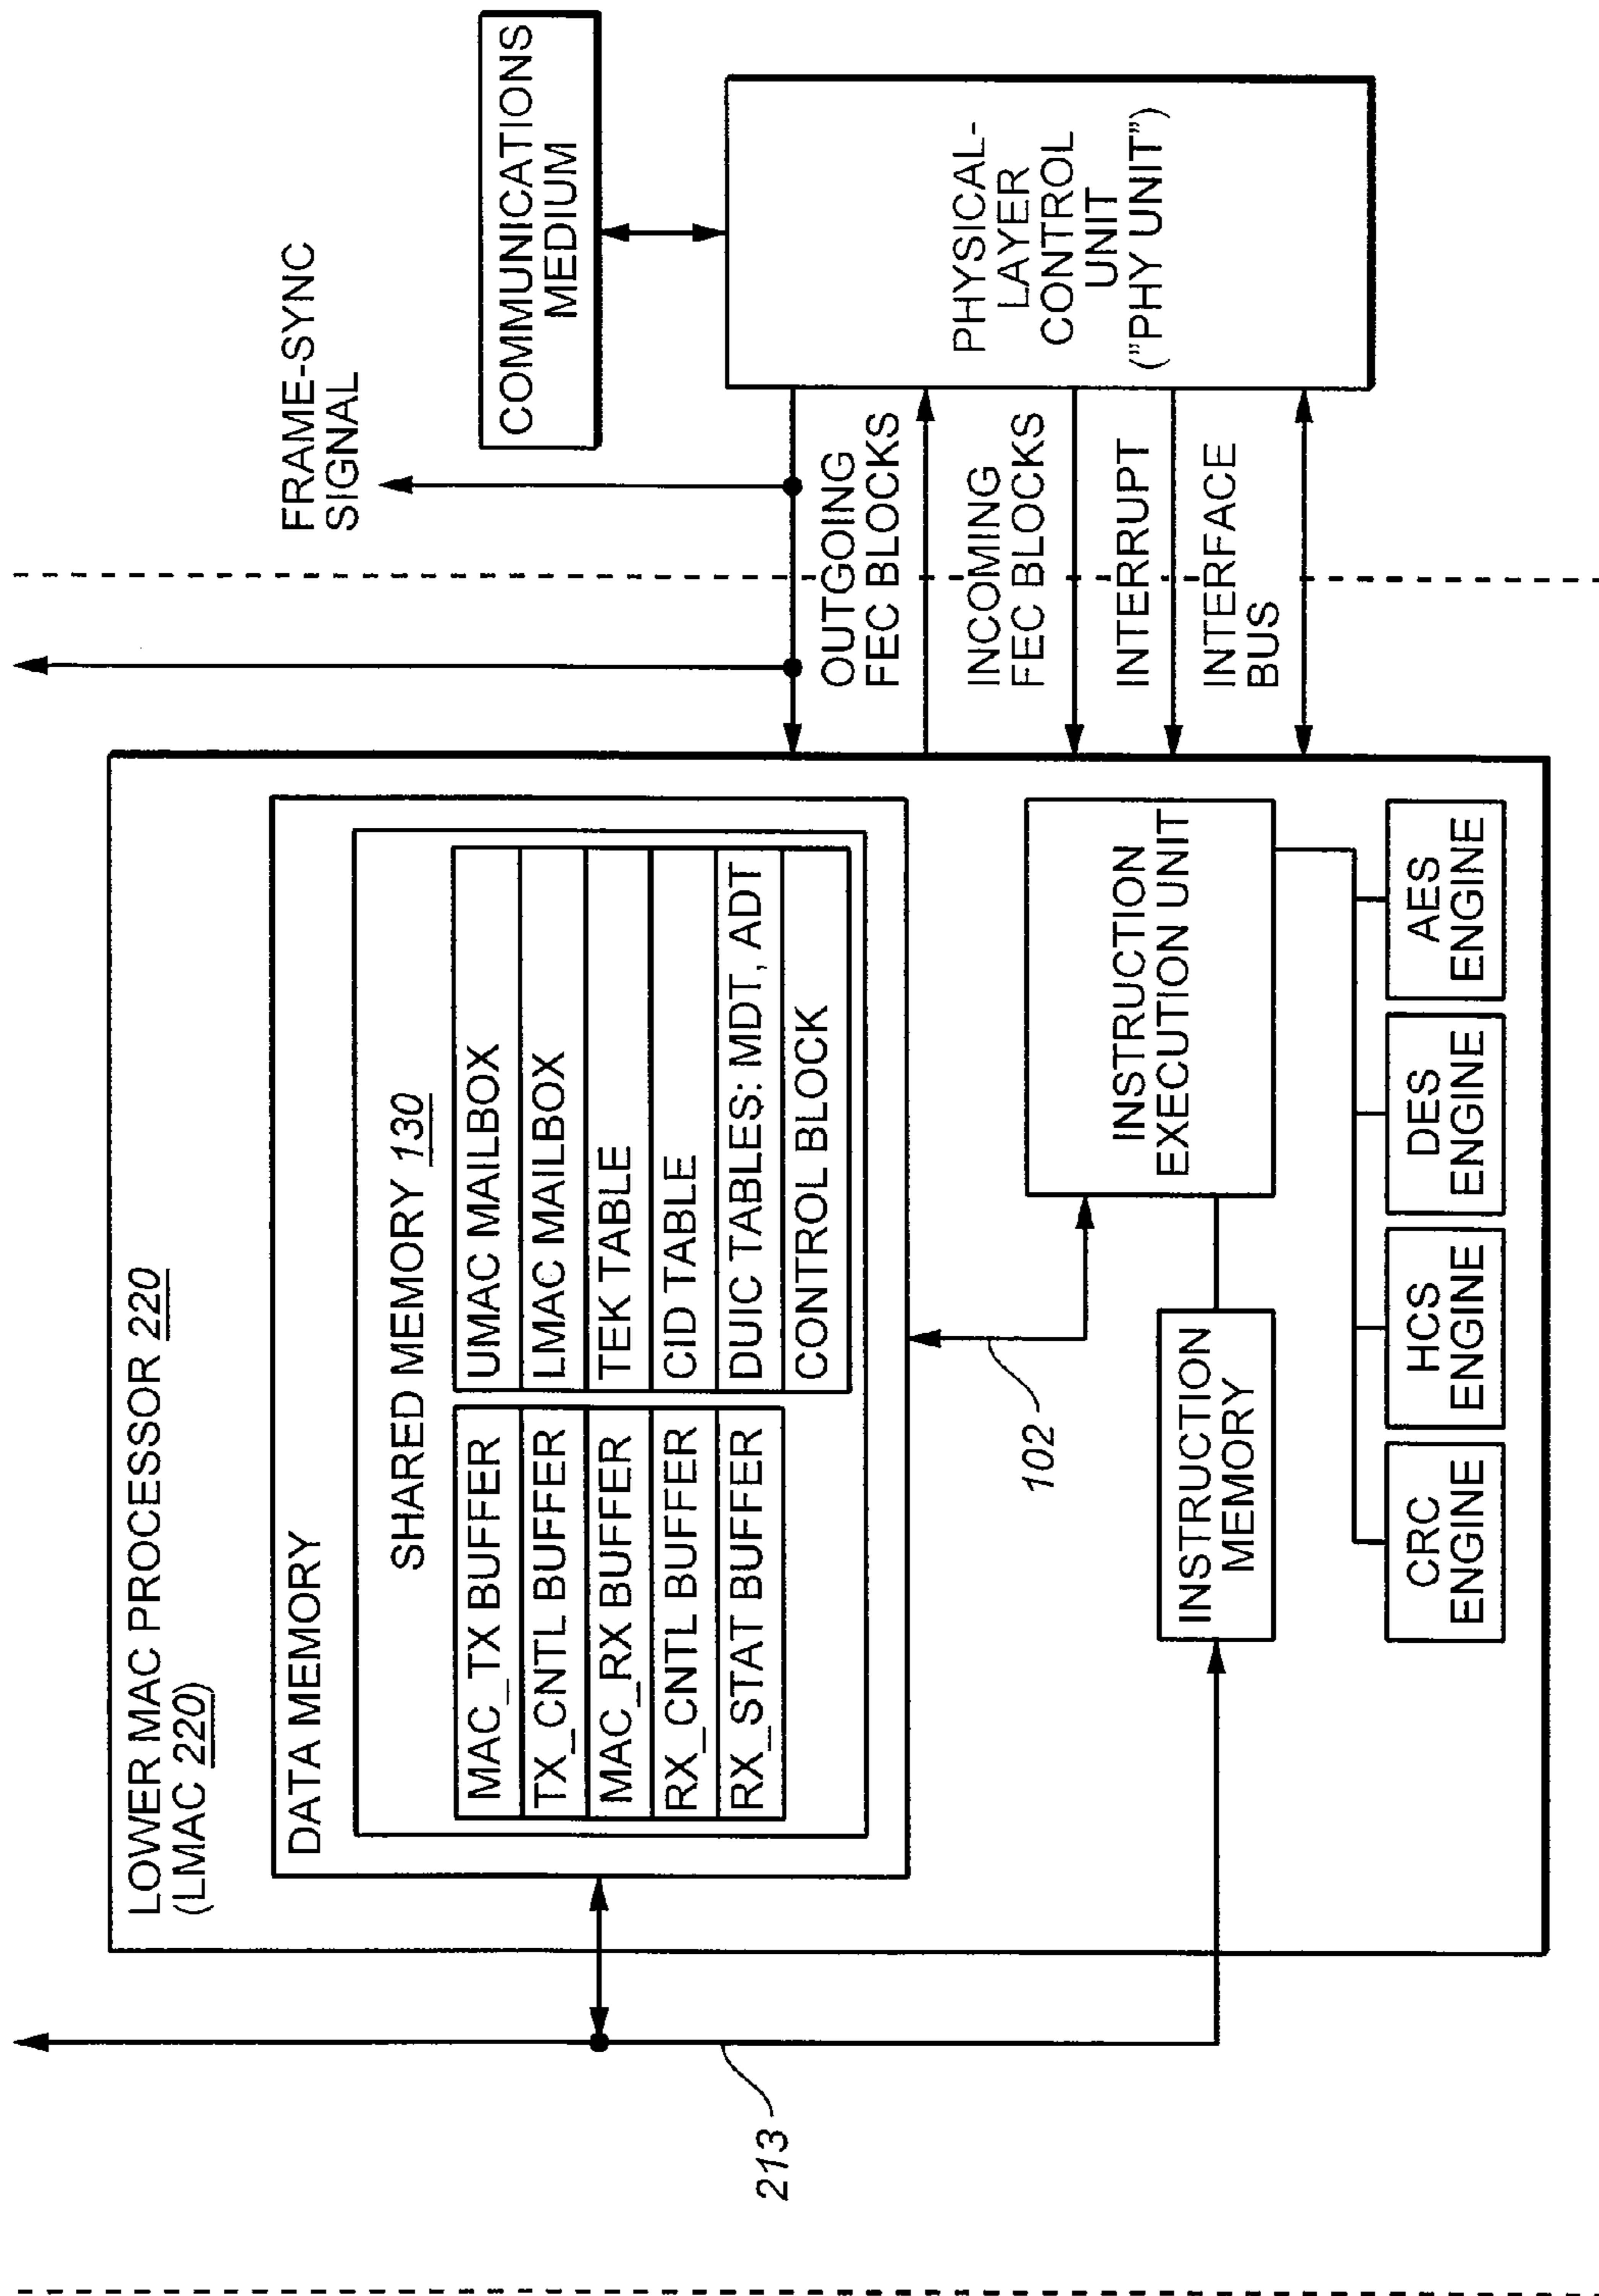 LOWER MAC PROCESSOR 220
(LMAC 220)
DATA MEMORY
SHARED MEMORY 130
MAC_TX BUFFER
TX_CNTL BUFFER
MAC_RX BUFFER
RX_CNTL BUFFER
RX_STAT BUFFER
UMAC MAILBOX
LMAC MAILBOX
TEK TABLE
CID TABLE
DUIC TABLES: MDT, ADT
CONTROL BLOCK
102
213
INSTRUCTION
MEMORY
INSTRUCTION
EXECUTION UNIT
CRC
ENGINE
HCS
ENGINE
DES
ENGINE
AES
ENGINE
FRAME-SYNC
SIGNAL
OUTGOING
FEC BLOCKS
INCOMING
FEC BLOCKS
INTERRUPT
INTERFACE
BUS
COMMUNICATIONS
MEDIUM
PHYSICAL-
LAYER
CONTROL
UNIT
("PHY UNIT")